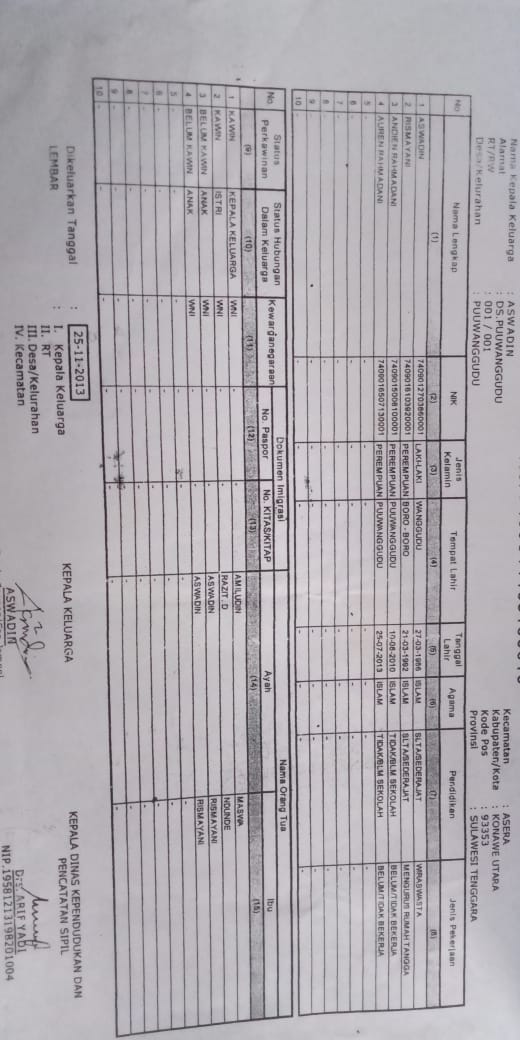 Nama Kepala Keluarga : ASWADIN
Alamat : DS.PUUWANGGUDU
RT/RW : 001 / 001
Desa/Kelurahan : PUUWANGGUDU
Kecamatan : ASERA
Kabupaten/Kota : KONAWE UTARA
Kode Pos : 93353
Provinsi : SULAWESI TENGGARA
No Nama Lengkap NIK Jenis Kelamin Tempat Lahir Tanggal Lahir Agama Pendidikan Jenis Pekerjaan
(1) (2) (3) (4) (5) (6) (7) (8)
1 ASWADIN 7409012703860001 LAKI-LAKI WANGGUDU 27-03-1986 ISLAM SLTA/SEDERAJAT WIRASWASTA
2 RISMAYANI 7409016103920001 PEREMPUAN BORO - BORO 21-03-1992 ISLAM SLTA/SEDERAJAT MENGURUS RUMAH TANGGA
3 ANDIEN RAHMADANI 7409015008100001 PEREMPUAN PUUWANGGUDU 10-08-2010 ISLAM TIDAK/BLM SEKOLAH BELUM/TIDAK BEKERJA
4 AUREN RAHMADANI 7409016507130001 PEREMPUAN PUUWANGGUDU 25-07-2013 ISLAM TIDAK/BLM SEKOLAH BELUM/TIDAK BEKERJA
5 - - - - - - -
6 - - - - - - -
7 - - - - - - -
8 - - - - - - -
9 - - - - - - -
10 - - - - - - -
No. Status Perkawinan Status Hubungan Dalam Keluarga Kewarganegaraan Dokumen Imigrasi Nama Orang Tua
No. Paspor No. KITAS/KITAP Ayah Ibu
(9) (10) (11) (12) (13) (14) (15)
1 KAWIN KEPALA KELUARGA WNI - - AMILUDIN MASWIA
2 KAWIN ISTRI WNI - - RAZIT .D NDUNDE
3 BELUM KAWIN ANAK WNI - - ASWADIN RISMAYANI
4 BELUM KAWIN ANAK WNI - - ASWADIN RISMAYANI
5 - - - - - - -
6 - - - - - - -
7 - - - - - - -
8 - - - - - - -
9 - - - - - - -
10 - - - - - - -
Dikeluarkan Tanggal : 25-11-2013
LEMBAR : I. Kepala Keluarga
II. RT
III. Desa/Kelurahan
IV. Kecamatan
KEPALA KELUARGA
ASWADIN
KEPALA DINAS KEPENDUDUKAN DAN
PENCATATAN SIPIL
Drs. ARIF YABI
NIP.19581213198201004